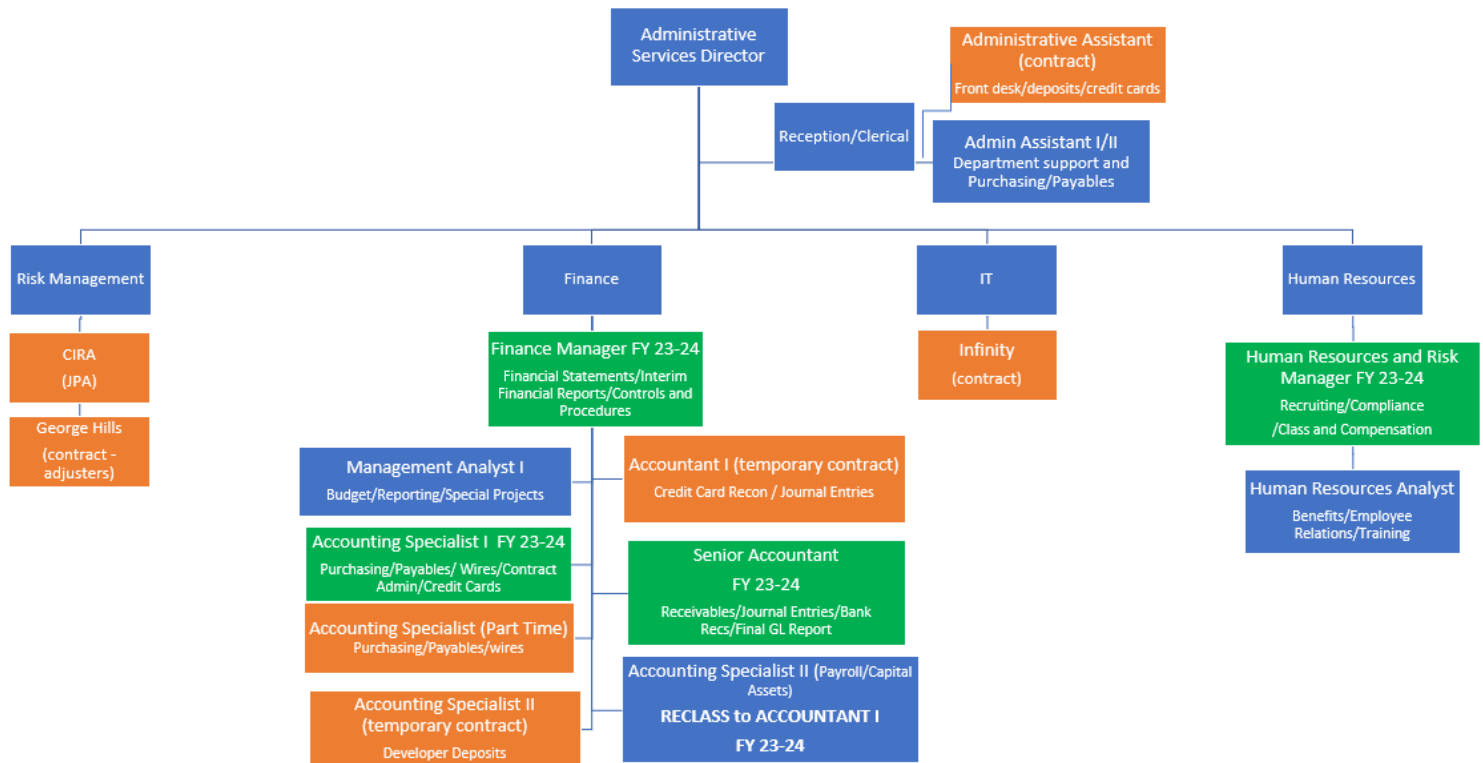 Administrative
Services Director
Administrative Assistant
(contract)
Front desk/deposits/credit cards
Reception/Clerical
Admin Assistant I/II
Department support and
Purchasing/Payables
Risk Management
Finance
IT
Human Resources
CIRA
(JPA)
George Hills
(contract -
adjusters)
Finance Manager FY 23-24
Financial Statements/Interim
Financial Reports/Controls and
Procedures
Management Analyst I
Budget/Reporting/Special Projects
Accountant I (temporary contract)
Credit Card Recon / Journal Entries
Accounting Specialist I  FY 23-24
Purchasing/Payables/ Wires/Contract
Admin/Credit Cards
Senior Accountant
FY 23-24
Receivables/Journal Entries/Bank
Recs/Final GL Report
Accounting Specialist (Part Time)
Purchasing/Payables/wires
Accounting Specialist II (Payroll/Capital
Assets)
RECLASS to ACCOUNTANT I
FY 23-24
Accounting Specialist II
(temporary contract)
Developer Deposits
Infinity
(contract)
Human Resources and Risk
Manager FY 23-24
Recruiting/Compliance
/Class and Compensation
Human Resources Analyst
Benefits/Employee
Relations/Training